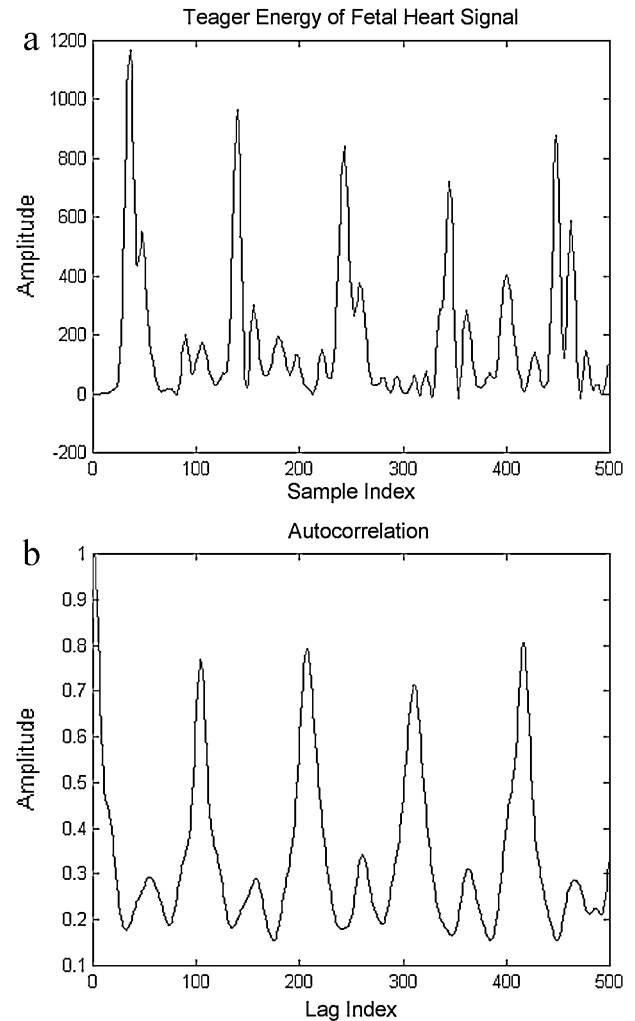 Teager Energy of Fetal Heart Signal
a
1200
1000
800
600
400
200
0
-200
Amplitude
0 100 200 300 400 500
Sample Index
Autocorrelation
b
1
0.9
0.8
0.7
0.6
0.5
0.4
0.3
0.2
0.1
Amplitude
0 100 200 300 400 500
Lag Index